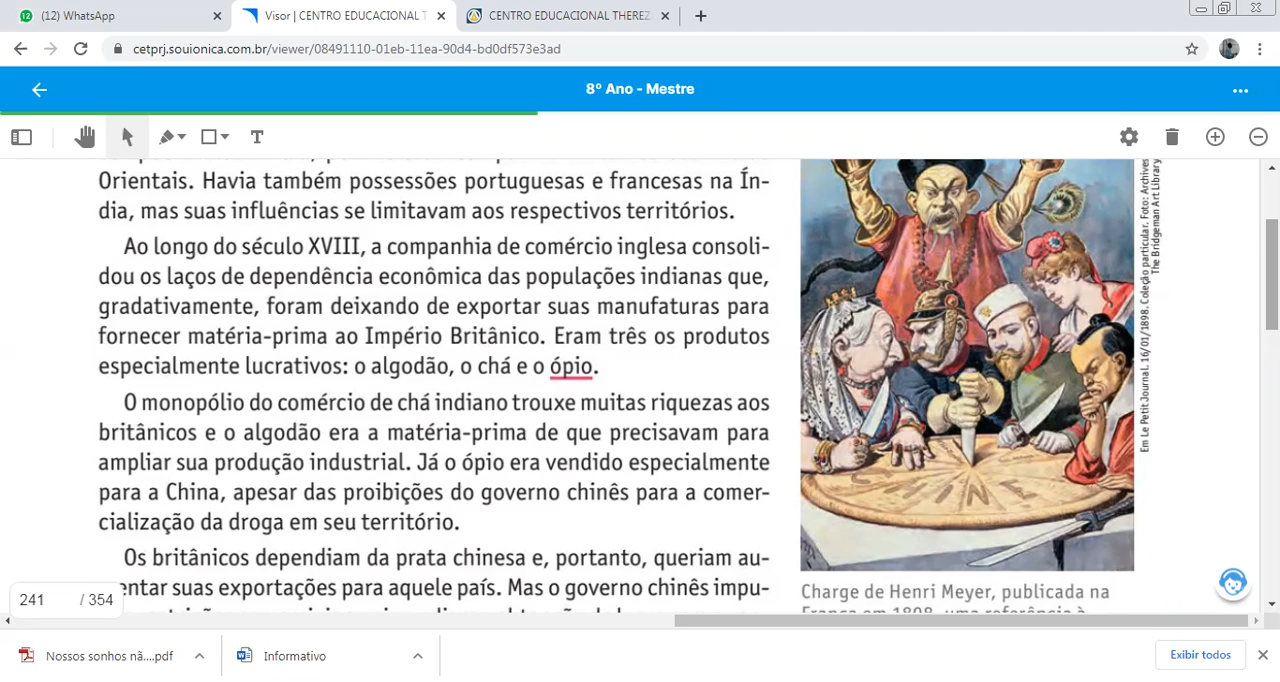 (12) WhatsApp
Visor | CENTRO EDUCACIONAL T
CENTRO EDUCACIONAL THEREZ
cetprj.souionica.com.br/viewer/08491110-01eb-11ea-90d4-bd0df573e3ad
8º Ano - Mestre
T
Orientais. Havia também possessões portuguesas e francesas na Ín-
dia, mas suas influências se limitavam aos respectivos territórios.
Ao longo do século XVIII, a companhia de comércio inglesa consoli-
dou os laços de dependência econômica das populações indianas que,
gradativamente, foram deixando de exportar suas manufaturas para
fornecer matéria-prima ao Império Britânico. Eram três os produtos
especialmente lucrativos: o algodão, o chá e o ópio.
O monopólio do comércio de chá indiano trouxe muitas riquezas aos
britânicos e o algodão era a matéria-prima de que precisavam para
ampliar sua produção industrial. Já o ópio era vendido especialmente
para a China, apesar das proibições do governo chinês para a comer-
cialização da droga em seu território.
Os britânicos dependiam da prata chinesa e, portanto, queriam au-
entar suas exportações para aquele país. Mas o governo chinês impu-
CHINE
Em Le Petit Journal. 16/01/1898. Coleção particular. Foto: Archives
The Bridgeman Art Library
Charge de Henri Meyer, publicada na
França em 1898, uma referência à
241 / 354
Nossos sonhos nã....pdf
Informativo
Exibir todos